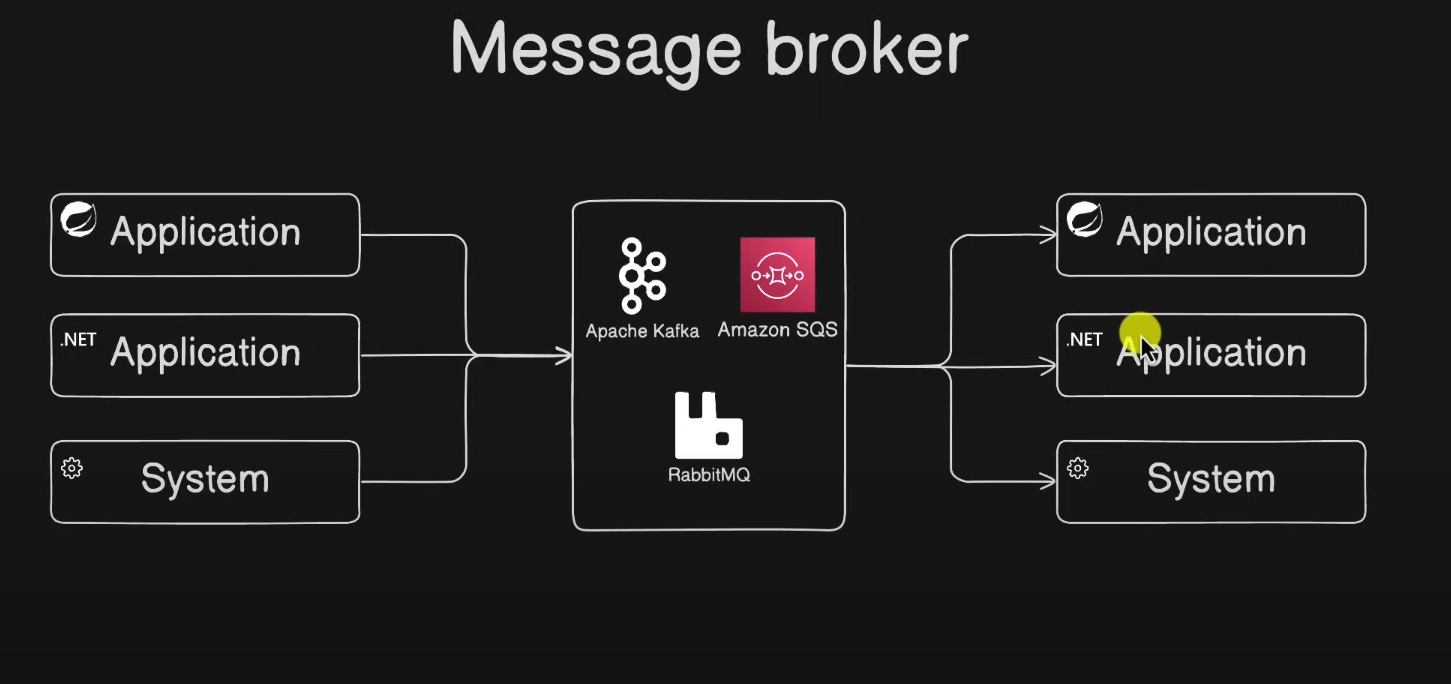 Message broker
Application
.NET Application
System
Apache Kafka
Amazon SQS
RabbitMQ
Application
.NET Application
System